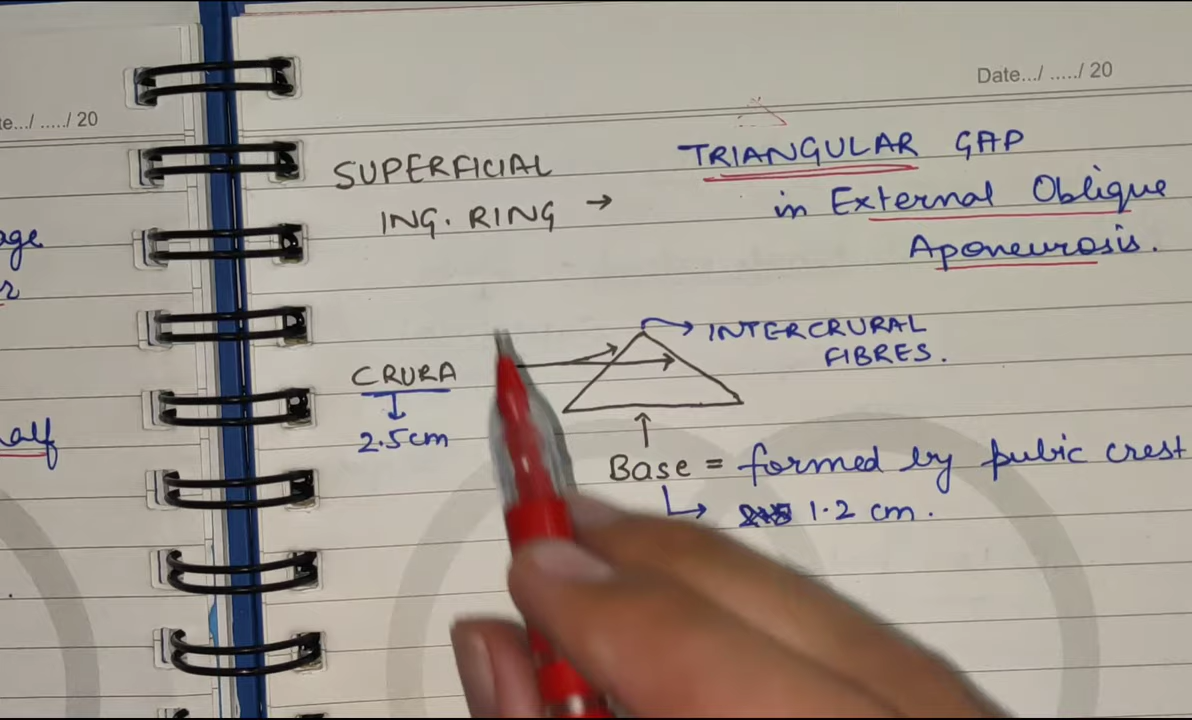 Date.../ ...../ 20
te.../ ...../ 20
SUPERFICIAL
ING. RING →
TRIANGULAR GAP
in External Oblique
Aponeurosis.
age
INTERCRURAL
FIBRES.
CRURA
2.5cm
Base = formed by pubic crest
1.2 cm.
alf